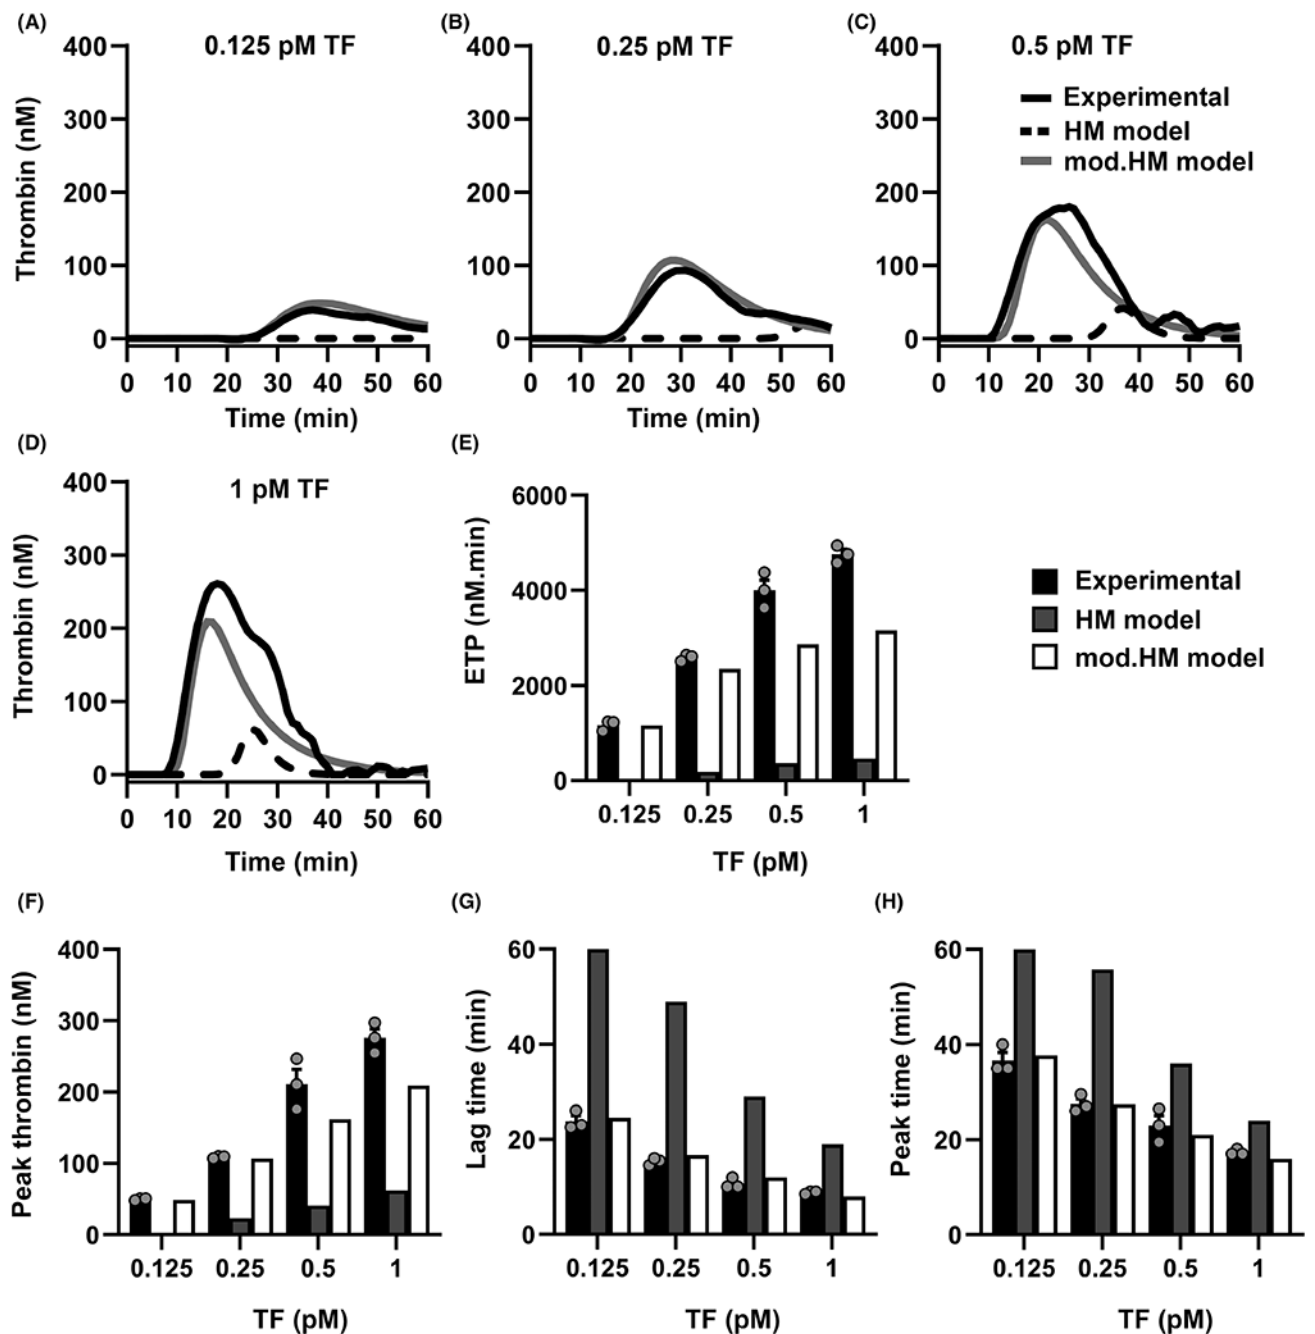 (A)
0.125 pM TF
400
300
200
100
0
Thrombin (nM)
0 10 20 30 40 50 60
Time (min)
(B)
0.25 pM TF
400
300
200
100
0
0 10 20 30 40 50 60
Time (min)
(C)
0.5 pM TF
Experimental
HM model
mod.HM model
400
300
200
100
0
0 10 20 30 40 50 60
(D)
1 pM TF
400
300
200
100
0
Thrombin (nM)
0 10 20 30 40 50 60
Time (min)
(E)
6000
4000
2000
0
ETP (nM.min)
0.125 0.25 0.5 1
TF (pM)
Experimental
HM model
mod.HM model
(F)
400
300
200
100
0
Peak thrombin (nM)
0.125 0.25 0.5 1
TF (pM)
(G)
60
40
20
0
Lag time (min)
0.125 0.25 0.5 1
TF (pM)
(H)
60
40
20
0
Peak time (min)
0.125 0.25 0.5 1
TF (pM)